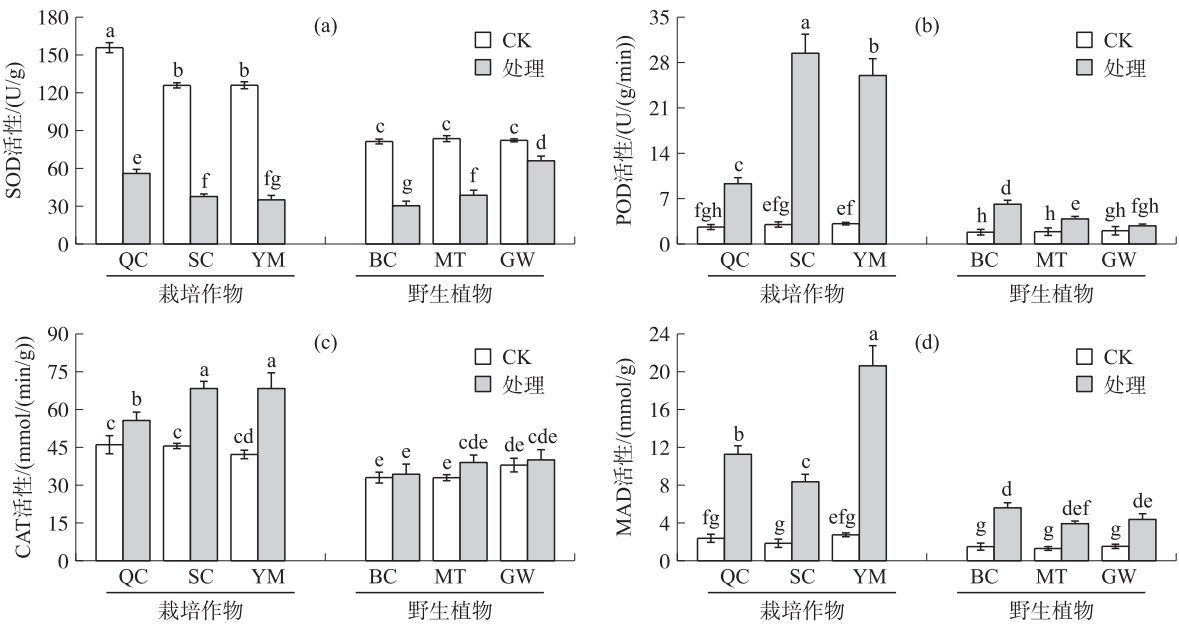 (a)
SOD活性/(U/g)
180
150
120
90
60
30
0
CK
处理
a
b
b
e
f
fg
c
c
c
g
f
d
QC SC YM BC MT GW
栽培作物 野生植物
(b)
POD活性/(U/(g/min))
35
28
21
14
7
0
CK
处理
fgh
c
efg
a
ef
b
h
d
h
e
gh
fgh
QC SC YM BC MT GW
栽培作物 野生植物
(c)
CAT活性/(mmol/(min/g))
90
75
60
45
30
15
0
CK
处理
c
b
c
a
cd
a
e
e
e
cde
de
cde
QC SC YM BC MT GW
栽培作物 野生植物
(d)
MAD活性/(mmol/g)
24
20
16
12
8
4
0
CK
处理
fg
b
g
c
efg
a
g
d
g
def
g
de
QC SC YM BC MT GW
栽培作物 野生植物